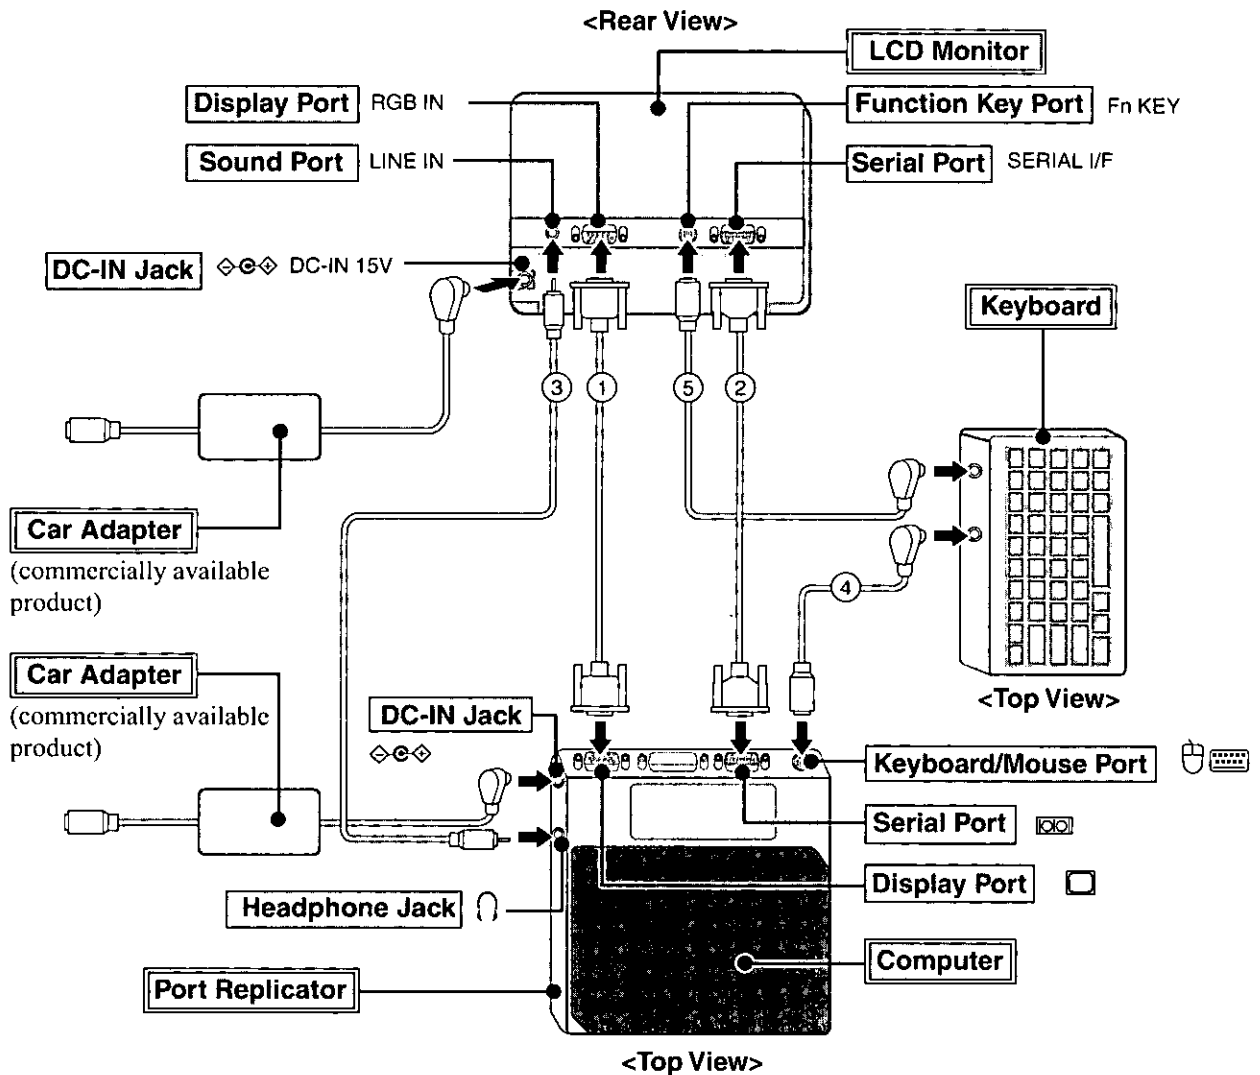 <Rear View>
LCD Monitor
Display Port RGB IN
Function Key Port Fn KEY
Sound Port LINE IN
Serial Port SERIAL I/F
DC-IN Jack DC-IN 15V
Keyboard
3
1
5
2
Car Adapter
(commercially available
product)
4
Car Adapter
(commercially available
product)
<Top View>
DC-IN Jack
Keyboard/Mouse Port
Serial Port
Display Port
Headphone Jack
Computer
Port Replicator
<Top View>